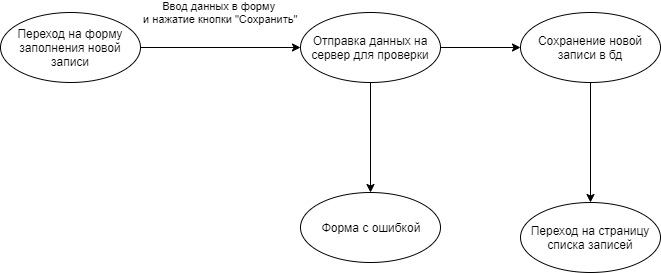 Ввод данных в форму
и нажатие кнопки "Сохранить"
Переход на форму
заполнения новой
записи
Отправка данных на
сервер для проверки
Сохранение новой
записи в бд
Форма с ошибкой
Переход на страницу
списка записей